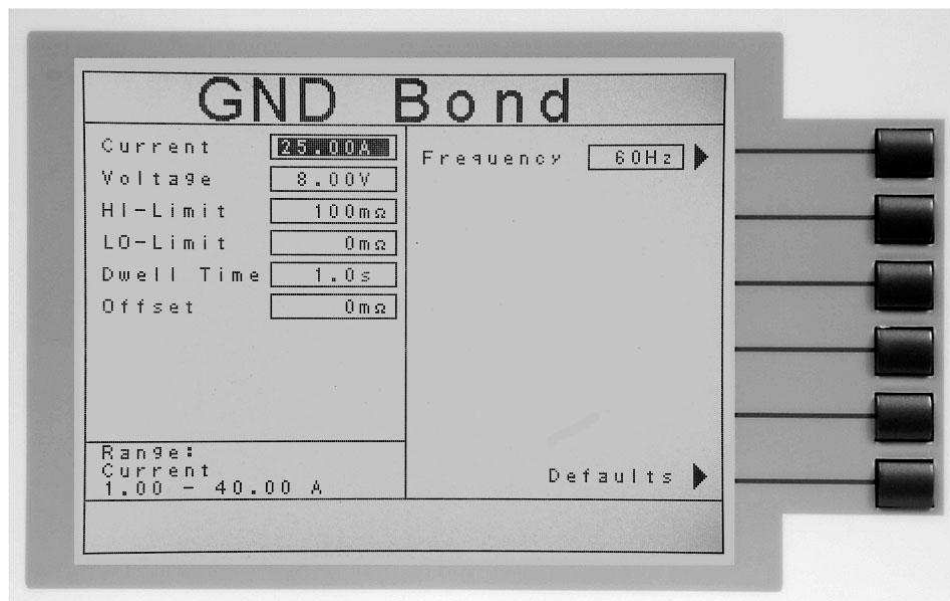 GND Bond
Current 25.00A
Voltage 8.00V
HI-Limit 100mΩ
LO-Limit 0mΩ
Dwell Time 1.0s
Offset 0mΩ
Frequency 60Hz
Range:
Current
1.00 - 40.00 A
Defaults